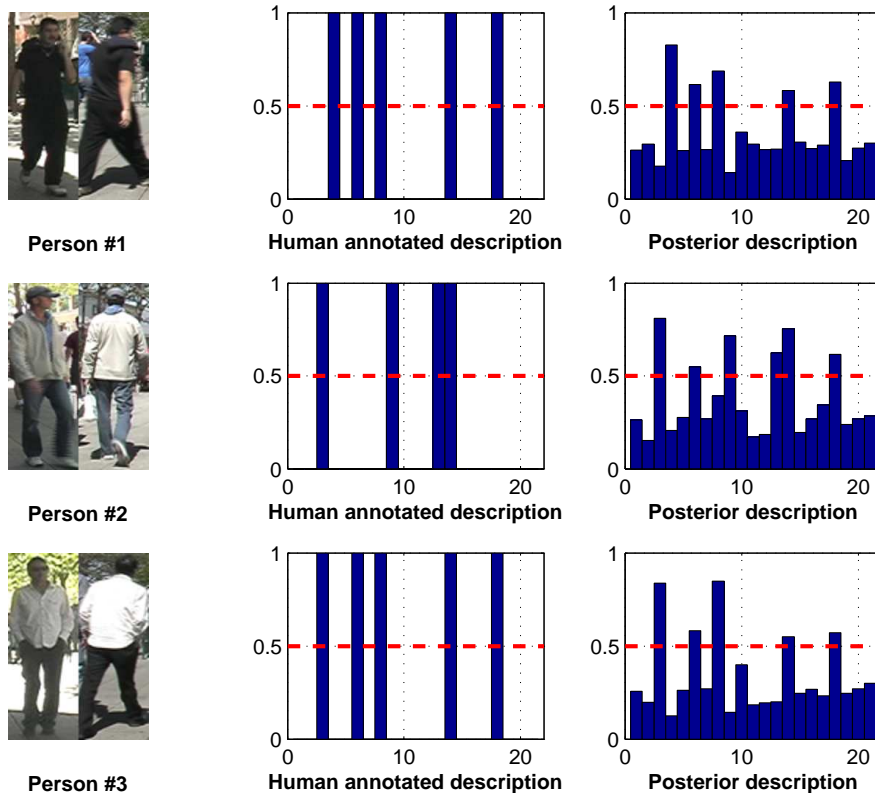 1 1
0.5 0.5
0 0
0 10 20 0 10 20
Person #1 Human annotated description Posterior description
1 1
0.5 0.5
0 0
0 10 20 0 10 20
Person #2 Human annotated description Posterior description
1 1
0.5 0.5
0 0
0 10 20 0 10 20
Person #3 Human annotated description Posterior description